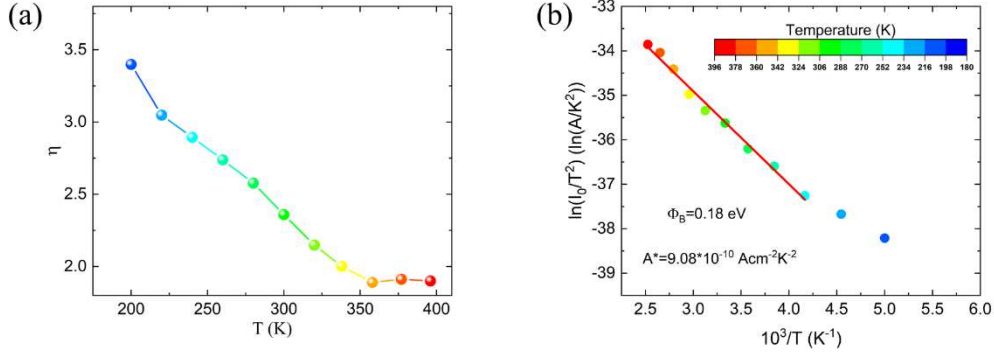 (a)
3.5
3.0
2.5
2.0
η
200 250 300 350 400
T (K)
(b)
-33
-34
-35
-36
-37
-38
-39
ln(I₀/T²) (ln(A/K²))
Temperature (K)
396 378 360 342 324 306 288 270 252 234 216 198 180
Φ_B=0.18 eV
A*=9.08*10⁻¹⁰ Acm⁻²K⁻²
2.5 3.0 3.5 4.0 4.5 5.0 5.5 6.0
10³/T (K⁻¹)